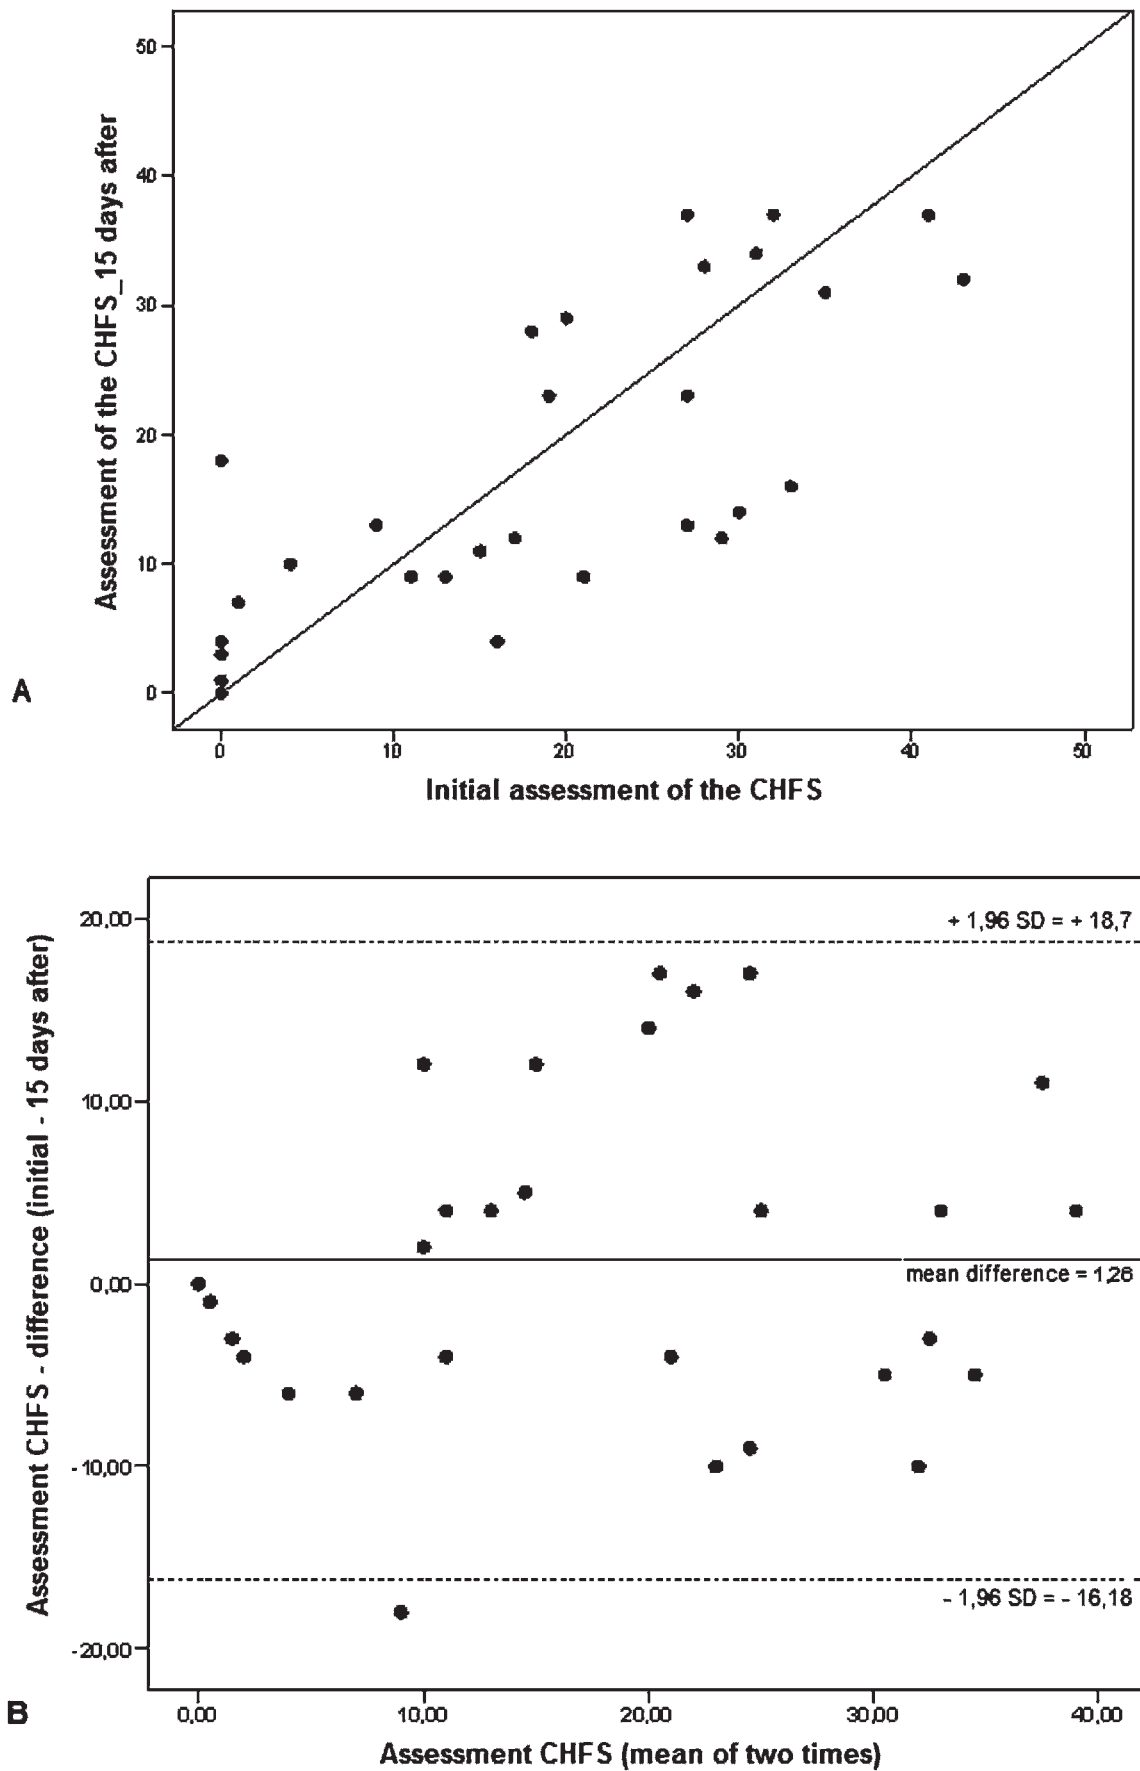 50
40
30
20
10
0
Assessment of the CHFS_15 days after
A
0 10 20 30 40 50
Initial assessment of the CHFS
20,00
10,00
0,00
-10,00
-20,00
Assessment CHFS - difference (initial - 15 days after)
+ 1,96 SD = + 18,7
mean difference = 1,26
- 1,96 SD = - 16,18
B
0,00 10,00 20,00 30,00 40,00
Assessment CHFS (mean of two times)